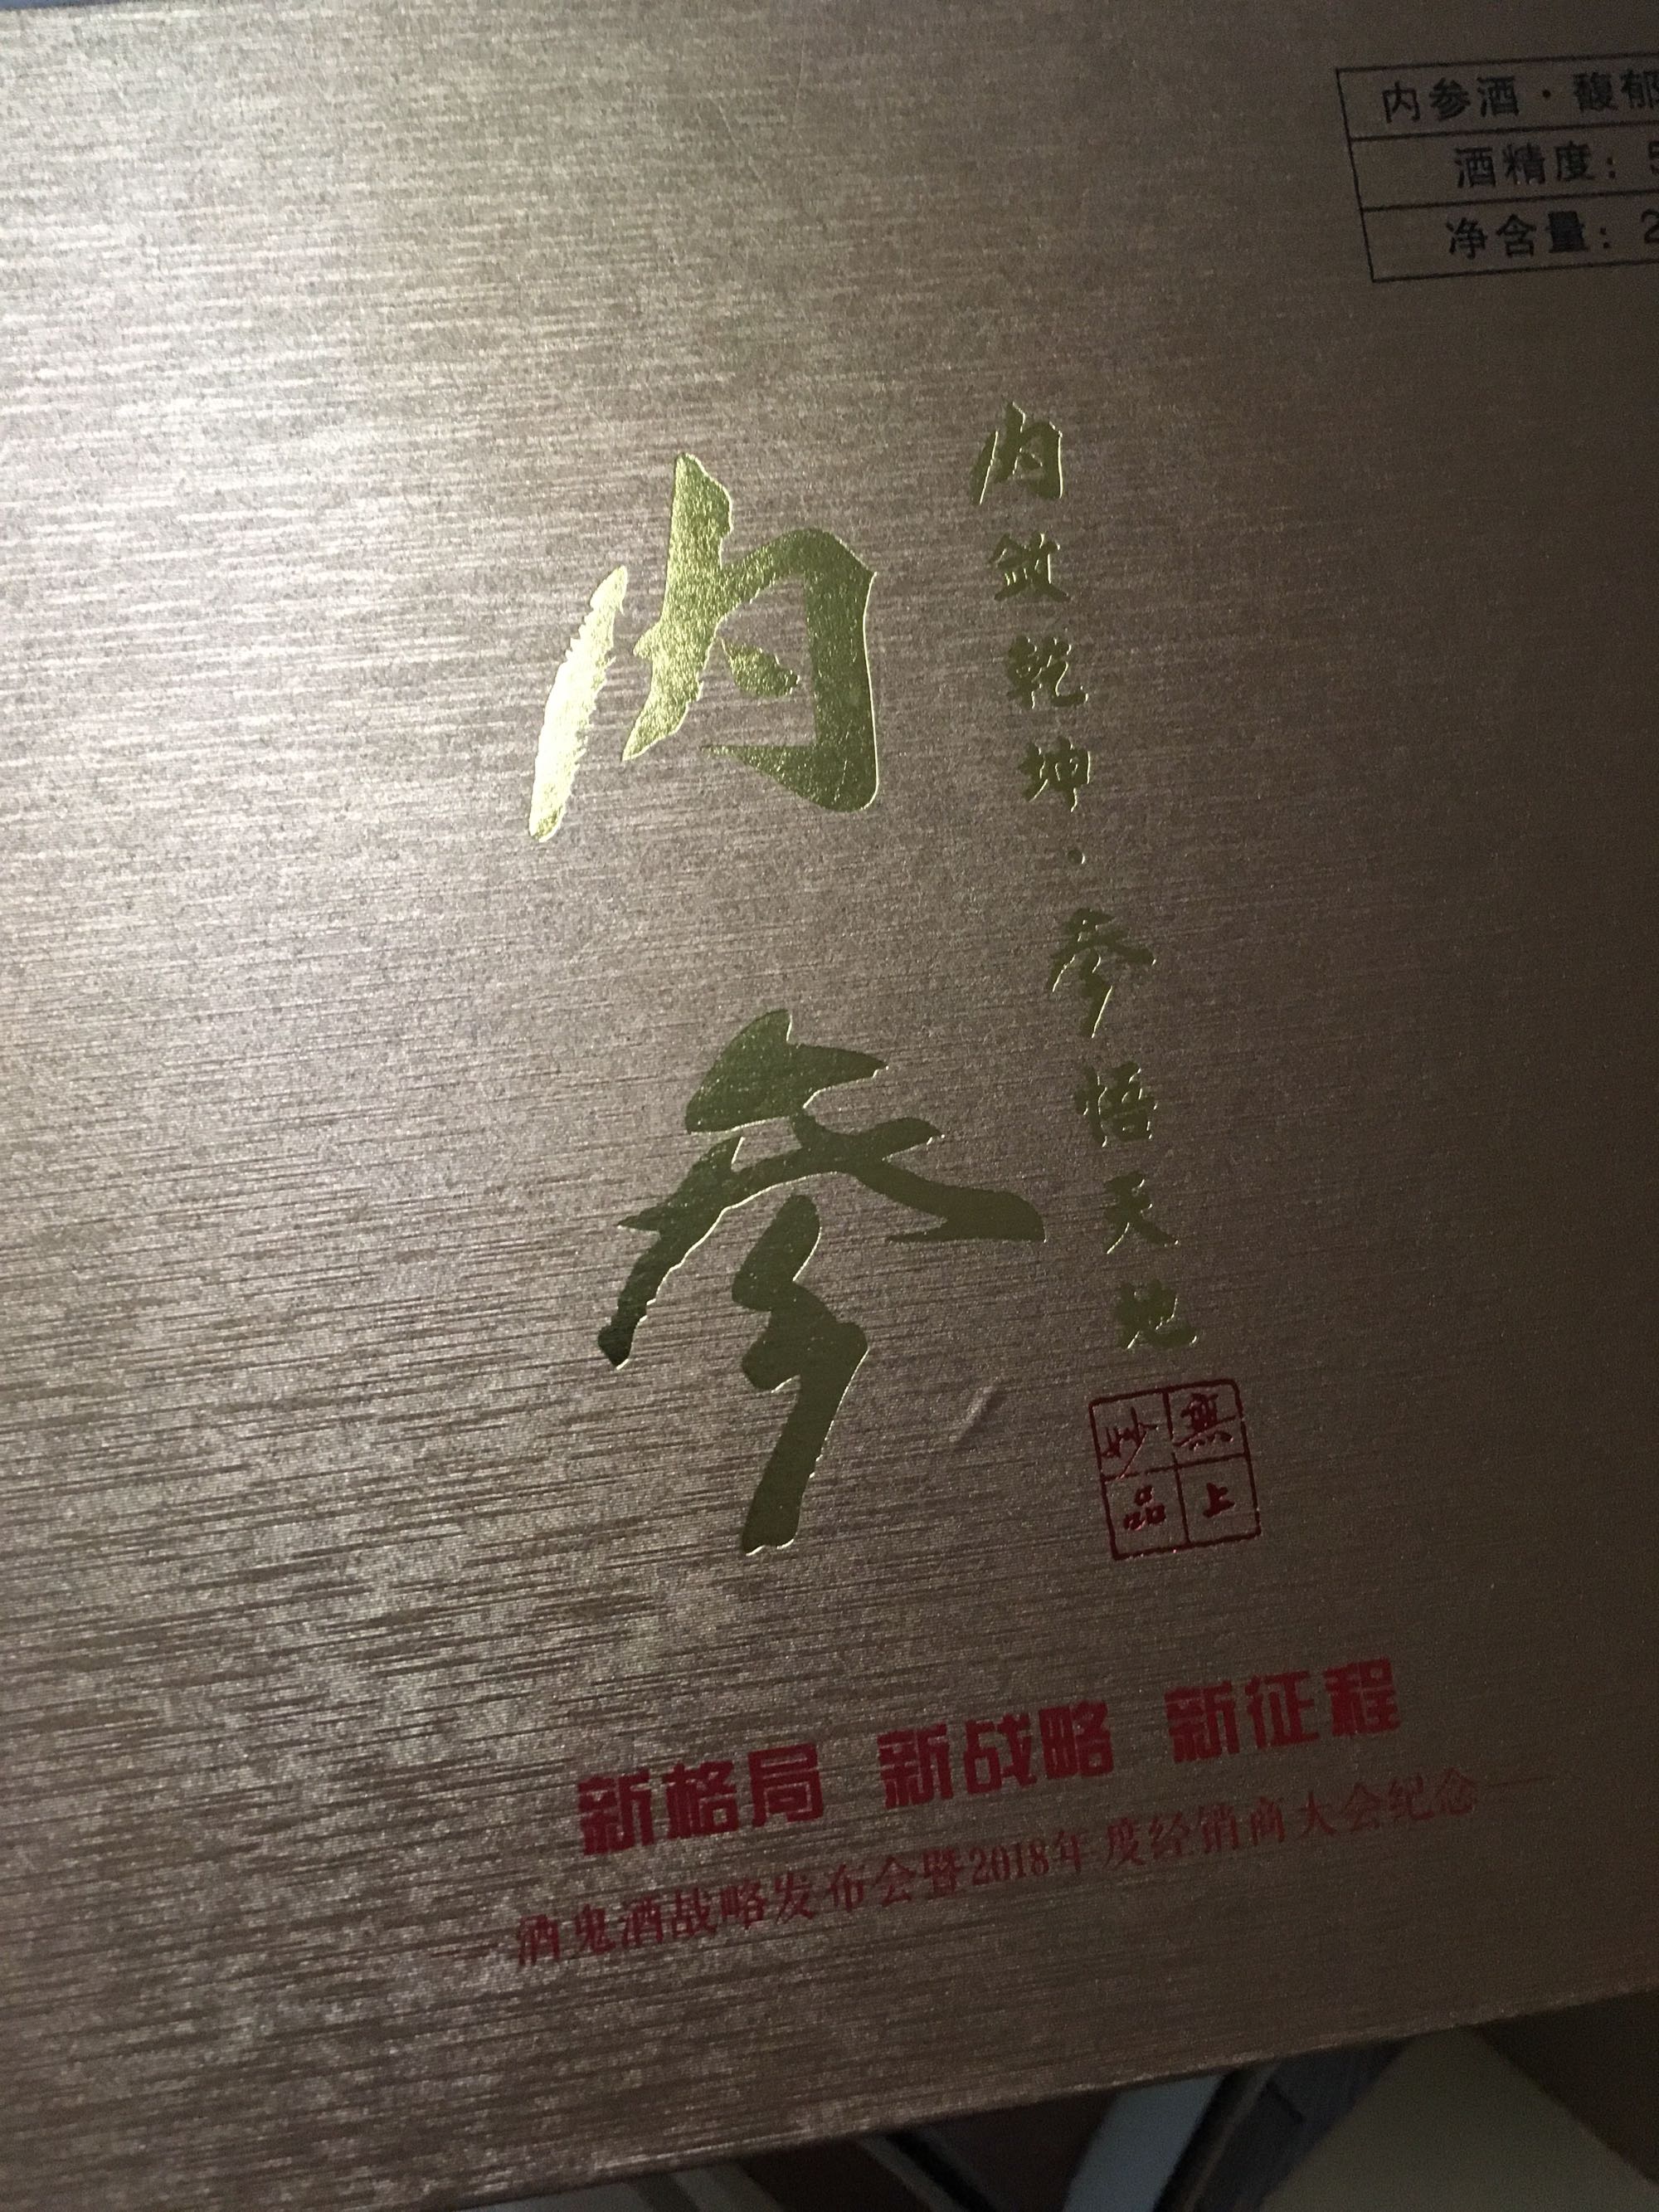 内参酒·馥郁
酒精度: 5
净含量: 2
内敛乾坤·参悟天地
内参
無上妙品
新格局 新战略 新征程
——酒鬼酒战略发布会暨2018年度经销商大会纪念——